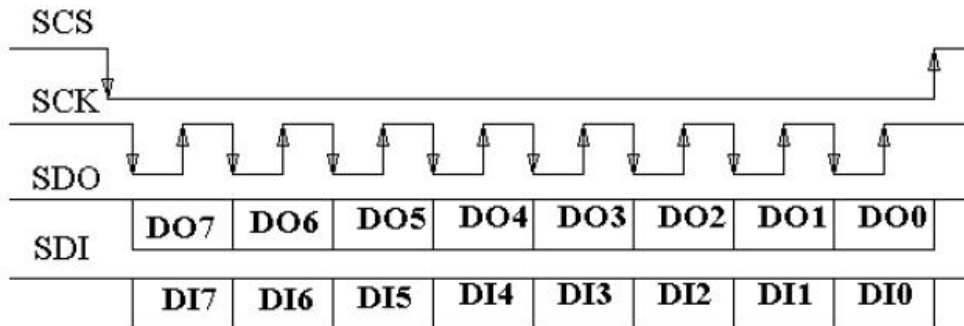 SCS
SCK
SDO
DO7 DO6 DO5 DO4 DO3 DO2 DO1 DO0
SDI
DI7 DI6 DI5 DI4 DI3 DI2 DI1 DI0